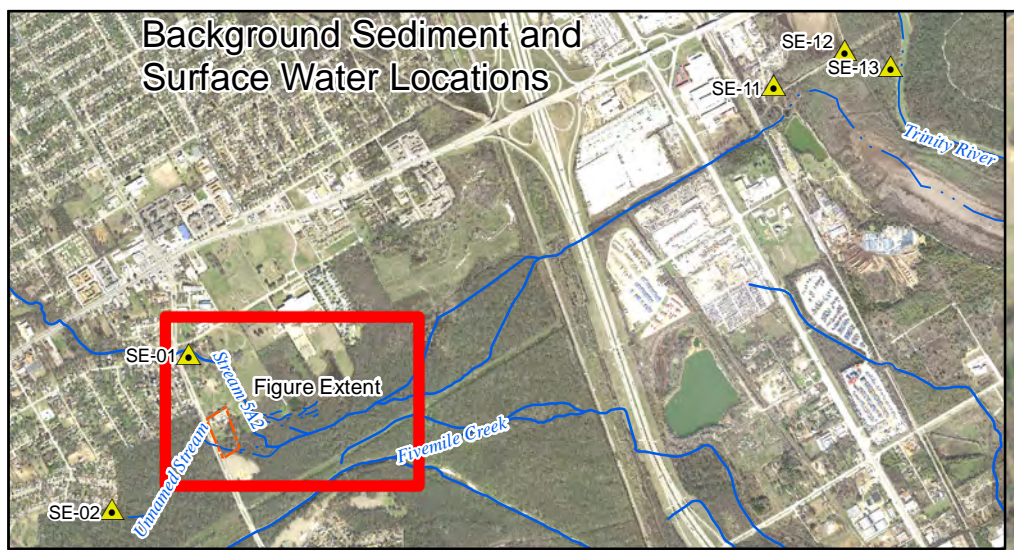 Background Sediment and
Surface Water Locations
SE-12
SE-13
SE-11
Trinity River
SE-01
Stream 5A2
Figure Extent
Unnamed Stream
Fivemile Creek
SE-02